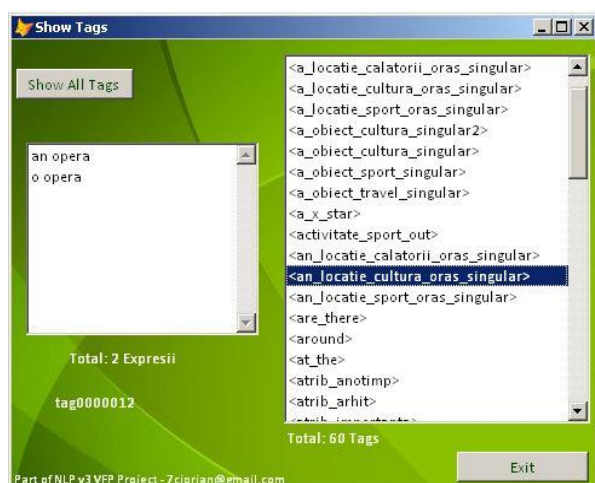 Show Tags
Show All Tags
an opera
o opera
Total: 2 Expresii
tag0000012
<a_locatie_calatorii_oras_singular>
<a_locatie_cultura_oras_singular>
<a_locatie_sport_oras_singular>
<a_obiect_cultura_singular2>
<a_obiect_cultura_singular>
<a_obiect_sport_singular>
<a_obiect_travel_singular>
<a_x_star>
<activitate_sport_out>
<an_locatie_calatorii_oras_singular>
<an_locatie_cultura_oras_singular>
<an_locatie_sport_oras_singular>
<are_there>
<around>
<at_the>
<atrib_anotimp>
<atrib_arhit>
Total: 60 Tags
Exit
Part of NLP v3 VFP Project - 7ciprian@email.com